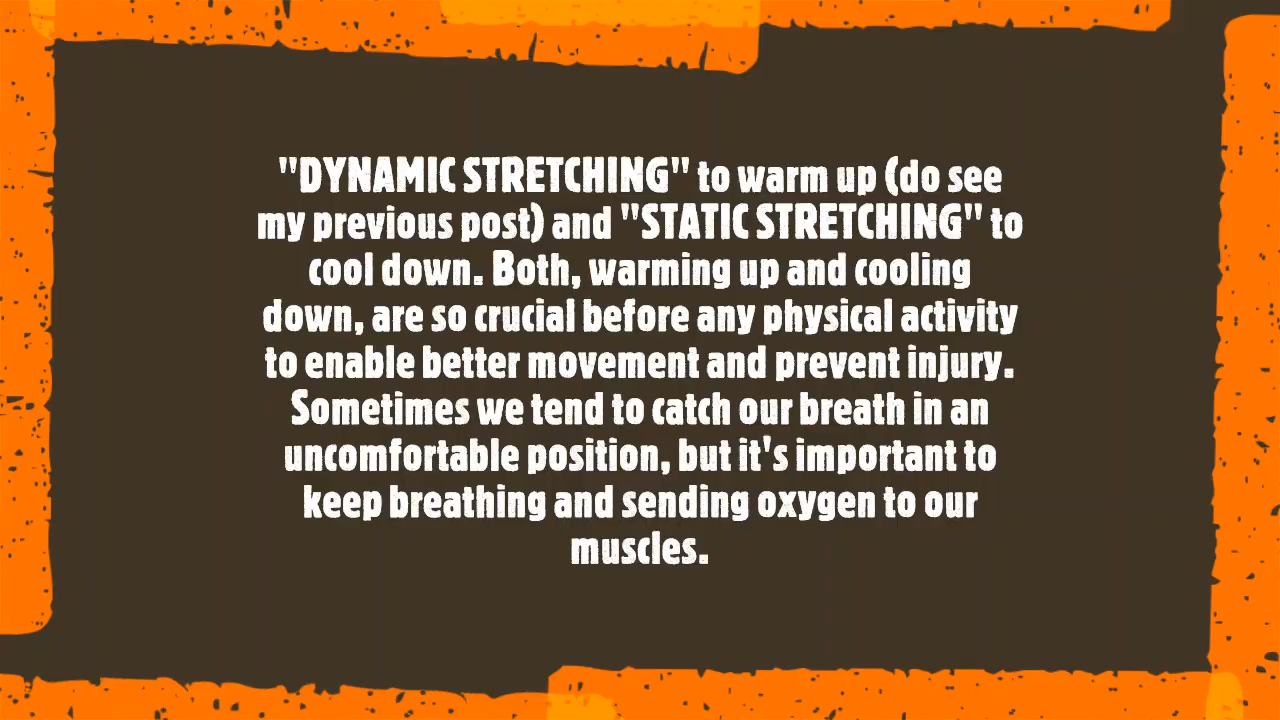 "DYNAMIC STRETCHING" to warm up (do see
my previous post) and "STATIC STRETCHING" to
cool down. Both, warming up and cooling
down, are so crucial before any physical activity
to enable better movement and prevent injury.
Sometimes we tend to catch our breath in an
uncomfortable position, but it's important to
keep breathing and sending oxygen to our
muscles.